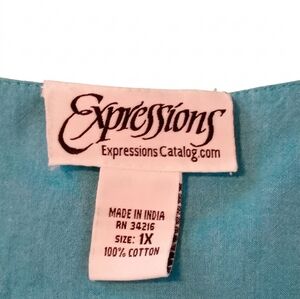 Expressions
ExpressionsCatalog.com
MADE IN INDIA
RN 34216
SIZE: 1X
100% COTTON